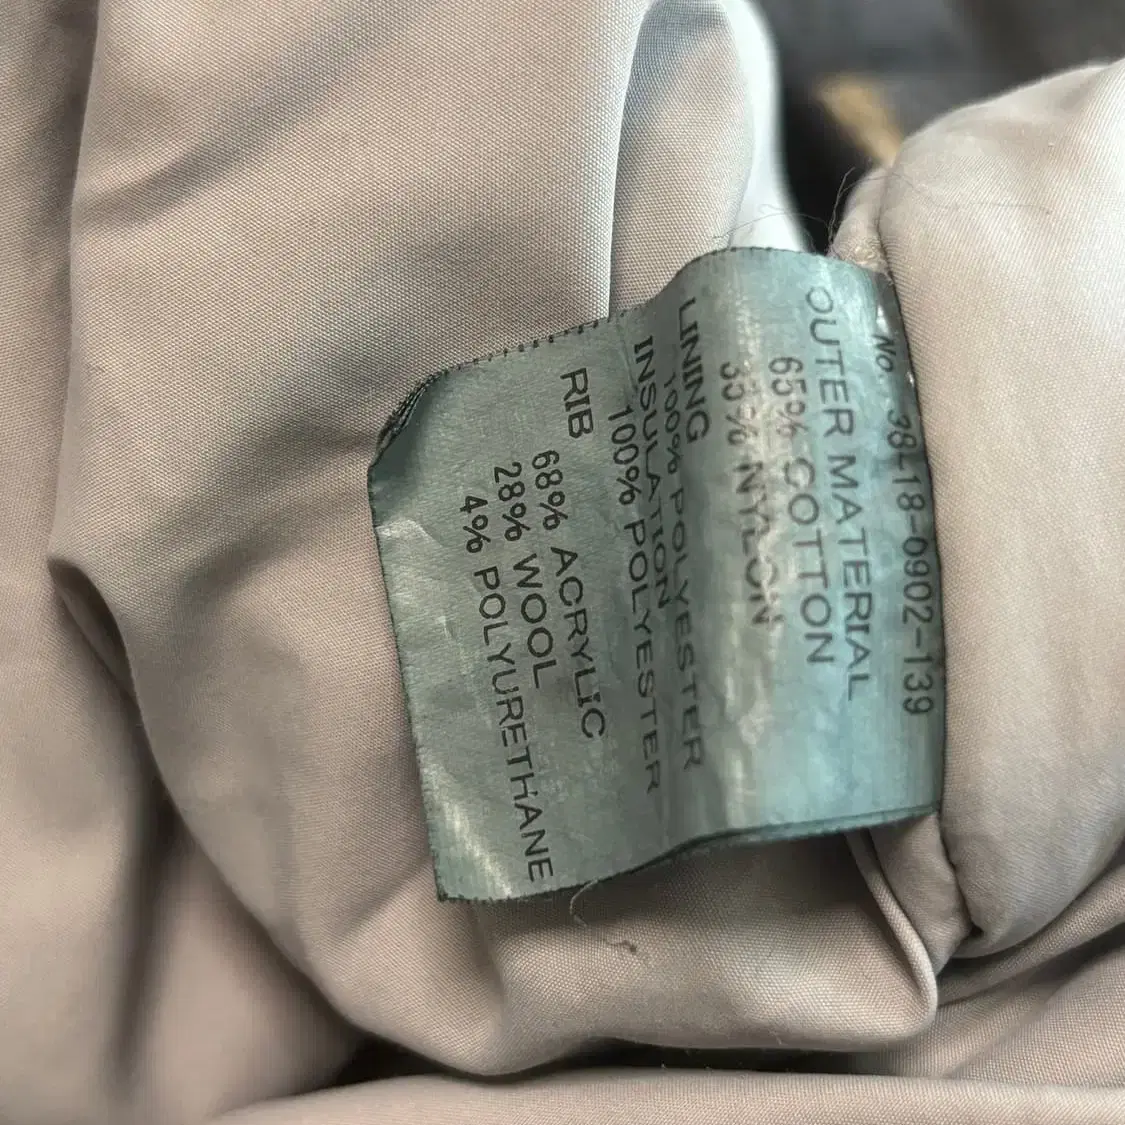 No. 38-18-0902-139
OUTER MATERIAL
65% COTTON
35% NYLON
LINING
100% POLYESTER
INSULATION
100% POLYESTER
RIB
68% ACRYLIC
28% WOOL
4% POLYURETHANE